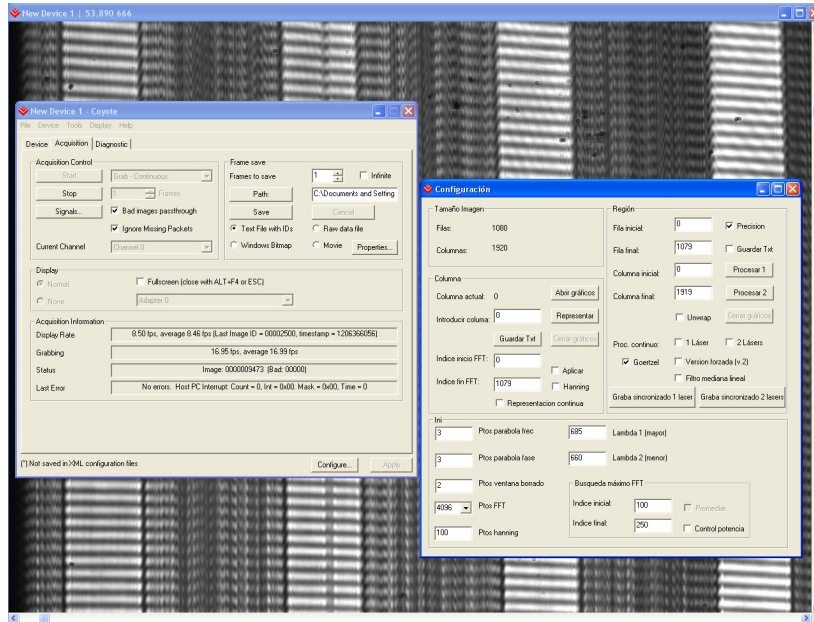 New Device 1 | 53.890 666
New Device 1 - Coyute
File Device Tools Display Help
Device Acquisition Diagnostic
Acquisition Control
Start
Grab - Continuous
Stop
1
Frames
Signals...
Bad images passthrough
Ignore Missing Packets
Current Channel
Channel 0
Frame save
Frames to save
1
Infinite
Path:
C:\Documents and Setting
Save
Cancel
Text File with IDs
Raw data file
Windows Bitmap
Movie
Properties...
Display
Normal
Fullscreen (close with ALT+F4 or ESC)
None
Adapter 0
Acquisition Information
Display Rate
8.50 fps, average 8.46 fps (Last Image ID = 00002500, timestamp = 1206366056)
Grabbing
16.95 fps, average 16.99 fps
Status
Image: 0000009473 (Bad: 00000)
Last Error
No errors. Host PC Interrupt: Count = 0, Int = 0x00. Mask = 0x00, Time = 0
(*) Not saved in XML configuration files
Configure...
Apply
Configuración
Tamaño Imagen
Filas: 1080
Columnas: 1920
Columna
Columna actual: 0
Abrir gráficos
Introducir columa:
0
Representar
Guardar Txt
Cerrar gráficos
Indice inicio FFT:
0
Aplicar
Indice fin FFT:
1079
Hanning
Representacion continua
Región
Fila inicial:
0
Precision
Fila final:
1079
Guardar Txt
Columna inicial:
0
Procesar 1
Columna final:
1919
Procesar 2
Unwrap
Cerrar gráficos
Proc. continuo:
1 Láser
2 Lásers
Goertzel
Version forzada (v.2)
Filtro mediana lineal
Graba sincronizado 1 laser
Graba sincronizado 2 lasers
Ini
3
Ptos parabola frec
685
Lambda 1 (mayor)
3
Ptos parabola fase
660
Lambda 2 (menor)
2
Ptos ventana borrado
4096
Ptos FFT
100
Ptos hanning
Busqueda máximo FFT
Indice inicial:
100
Promediar
Indice final:
250
Control potencia